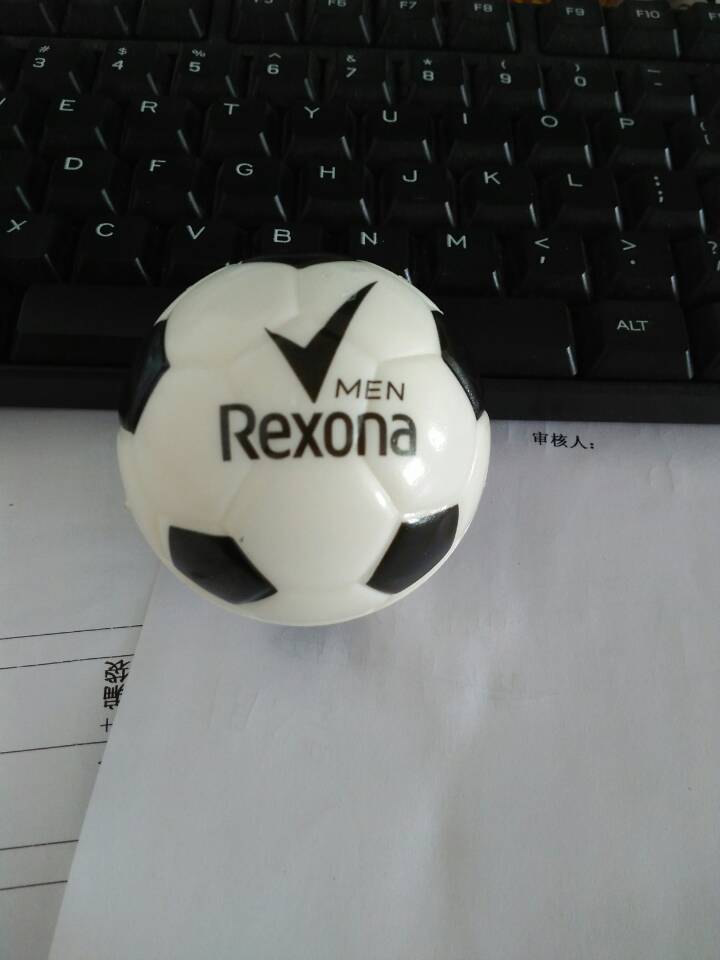 F6 F7 F8 F9 F10
# $ % ^ & * ( ) _
3 4 5 6 7 8 9 0 -
E R T Y U I O P
D F G H J K L :
;
X C V B N M < >
, .
ALT
MEN
Rexona
审核人: